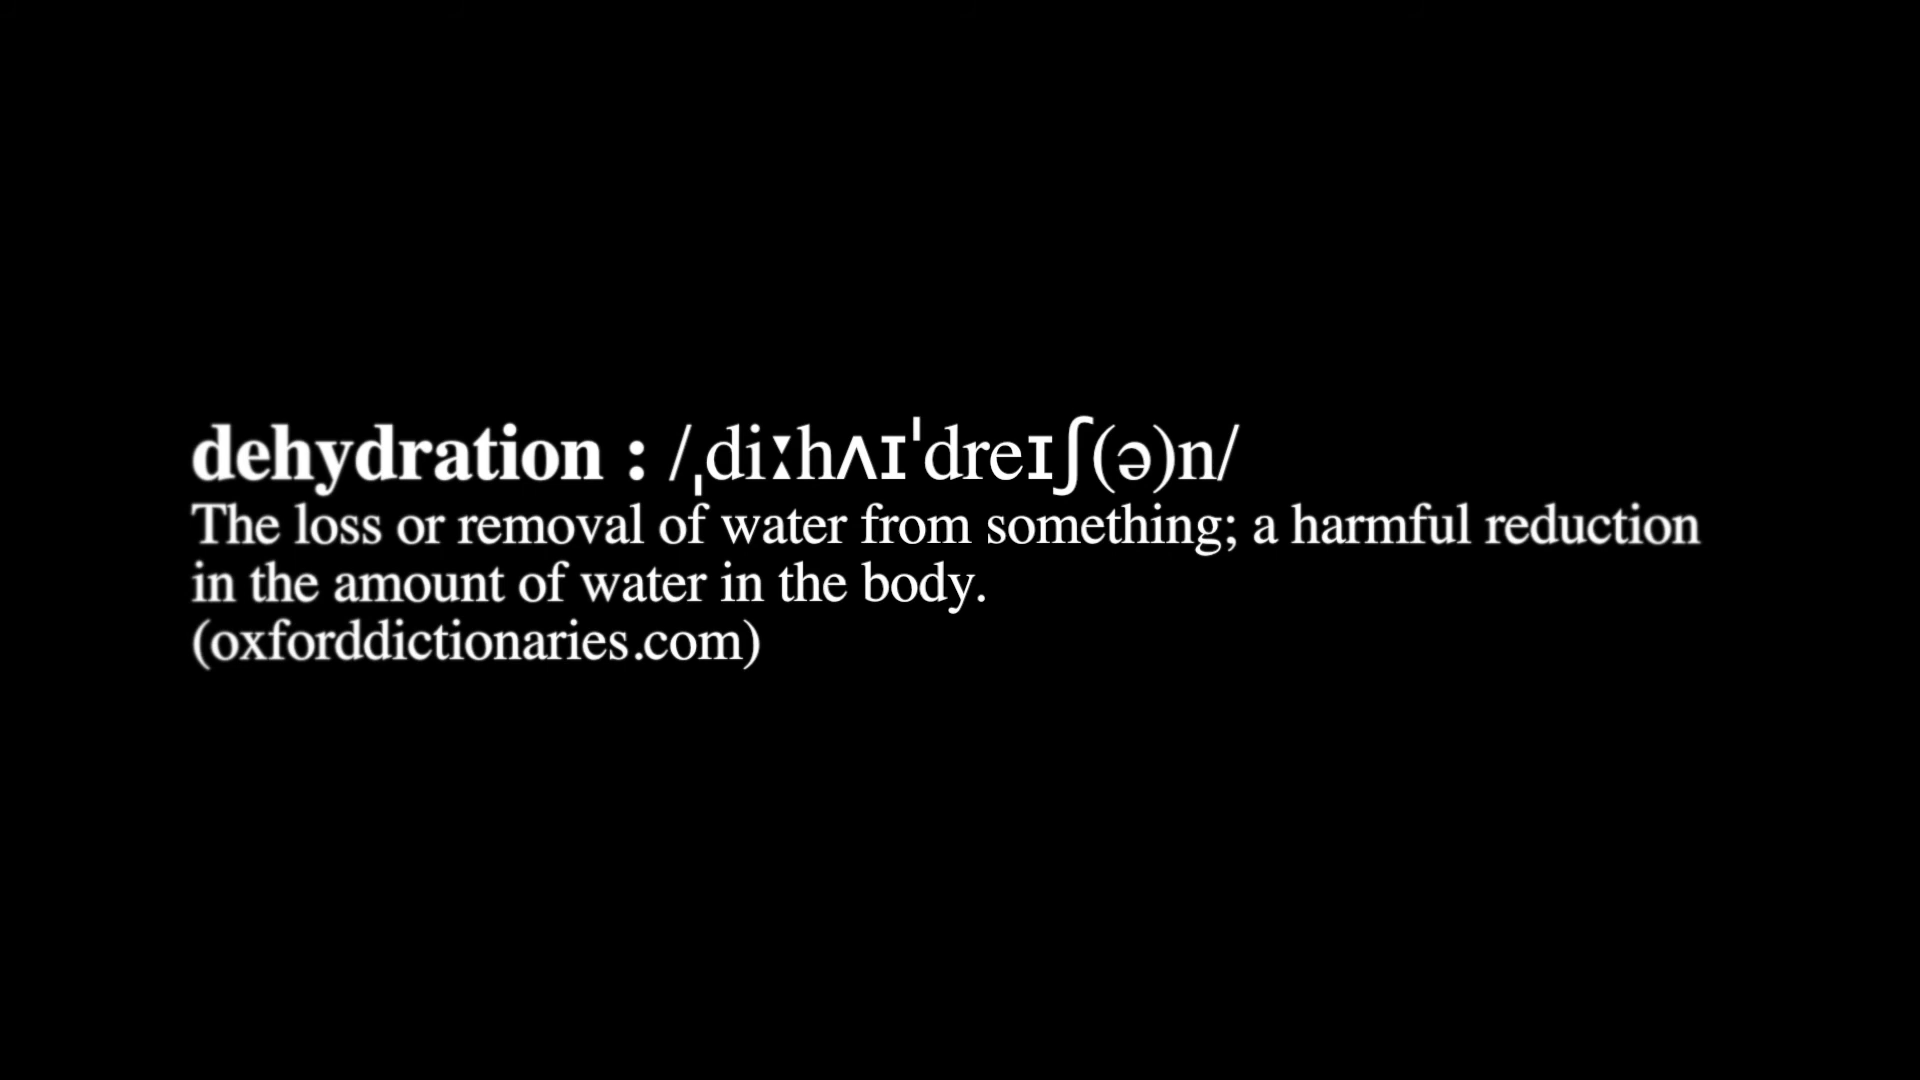 dehydration : /ˌdiːhʌɪˈdreɪʃ(ə)n/
The loss or removal of water from something; a harmful reduction
in the amount of water in the body.
(oxforddictionaries.com)